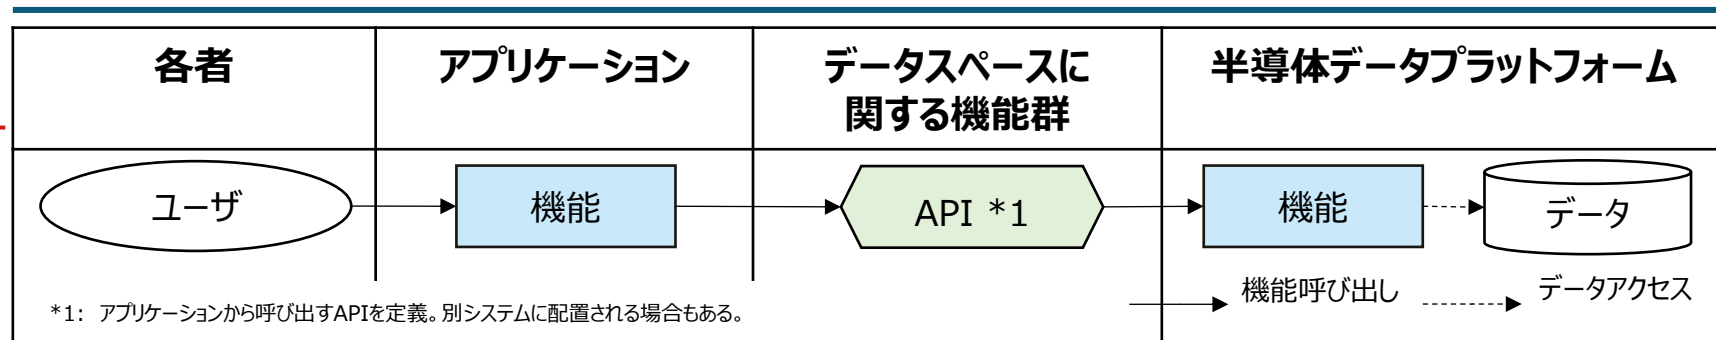 各者
アプリケーション
データスペースに
関する機能群
半導体データプラットフォーム
ユーザ
機能
API *1
機能
データ
機能呼び出し
データアクセス
*1: アプリケーションから呼び出すAPIを定義。別システムに配置される場合もある。